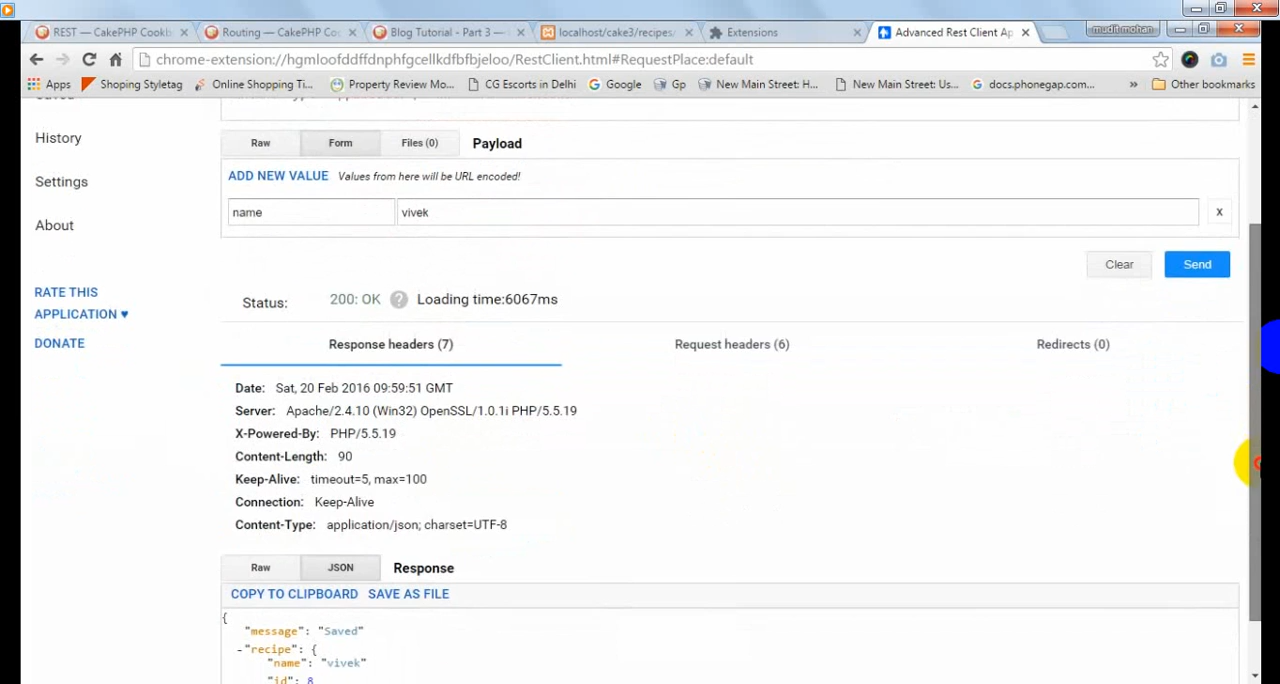 REST — CakePHP Cookb
Routing — CakePHP Coo
Blog Tutorial - Part 3 —
localhost/cake3/recipes/
Extensions
Advanced Rest Client Ap
mudit mohan
chrome-extension://hgmloofddffdnphfgcellkdfbfbjeloo/RestClient.html#RequestPlace:default
Apps
Shoping Styletag
Online Shopping Ti...
Property Review Mo...
CG Escorts in Delhi
Google
Gp
New Main Street: H...
New Main Street: Us...
docs.phonegap.com...
»
Other bookmarks
History
Settings
About
RATE THIS
APPLICATION ♥
DONATE
Raw
Form
Files (0)
Payload
ADD NEW VALUE Values from here will be URL encoded!
name
vivek
x
Clear
Send
Status: 200: OK ? Loading time:6067ms
Response headers (7)
Request headers (6)
Redirects (0)
Date: Sat, 20 Feb 2016 09:59:51 GMT
Server: Apache/2.4.10 (Win32) OpenSSL/1.0.1i PHP/5.5.19
X-Powered-By: PHP/5.5.19
Content-Length: 90
Keep-Alive: timeout=5, max=100
Connection: Keep-Alive
Content-Type: application/json; charset=UTF-8
Raw
JSON
Response
COPY TO CLIPBOARD SAVE AS FILE
{
"message": "Saved"
-"recipe": {
"name": "vivek"
"id": 8